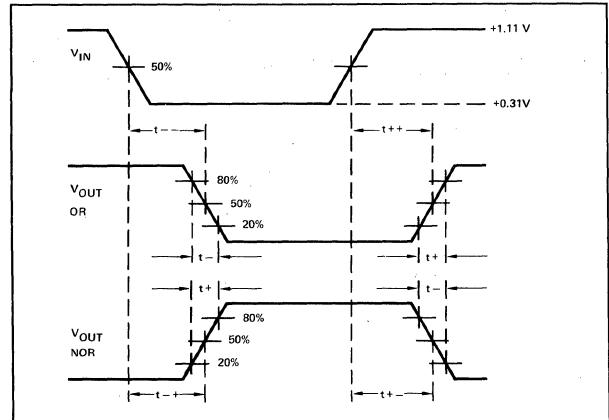 +1.11 V
VIN
50%
+0.31V
t--
t++
80%
VOUT
50%
OR
20%
t-
t+
t+
t-
80%
VOUT
50%
NOR
20%
t-+
t+-